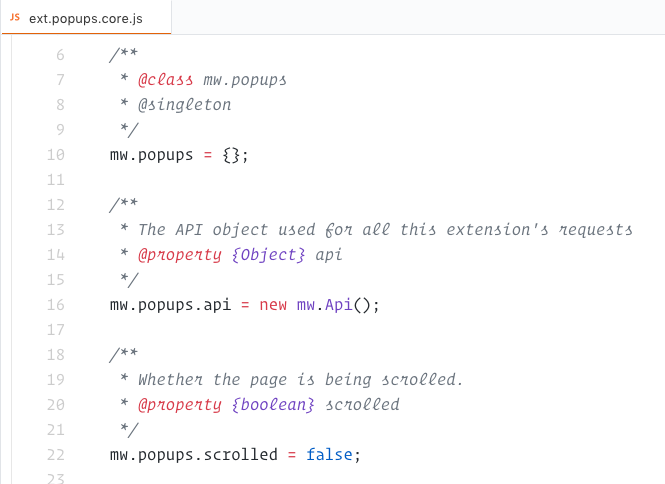 JS ext.popups.core.js
6 /**
7 * @class mw.popups
8 * @singleton
9 */
10 mw.popups = {};
11
12 /**
13 * The API object used for all this extension's requests
14 * @property {Object} api
15 */
16 mw.popups.api = new mw.Api();
17
18 /**
19 * Whether the page is being scrolled.
20 * @property {boolean} scrolled
21 */
22 mw.popups.scrolled = false;
23